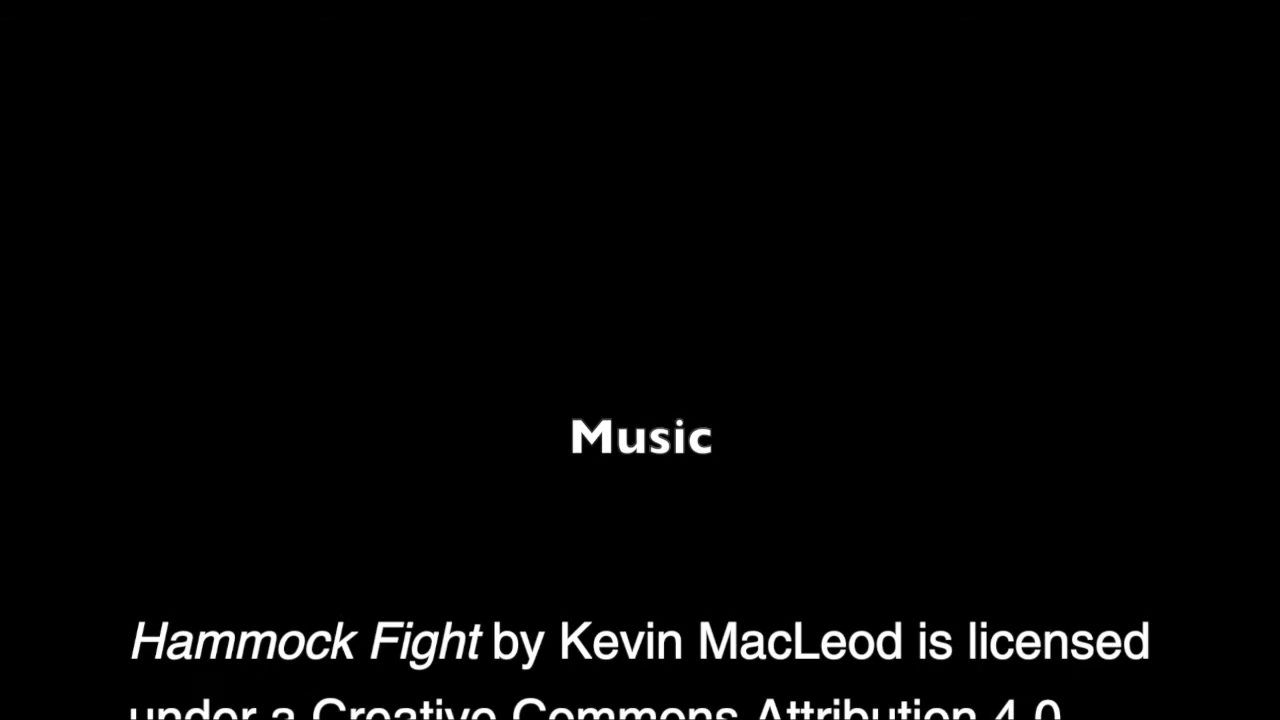 Music
Hammock Fight by Kevin MacLeod is licensed
under a Creative Commons Attribution 4.0